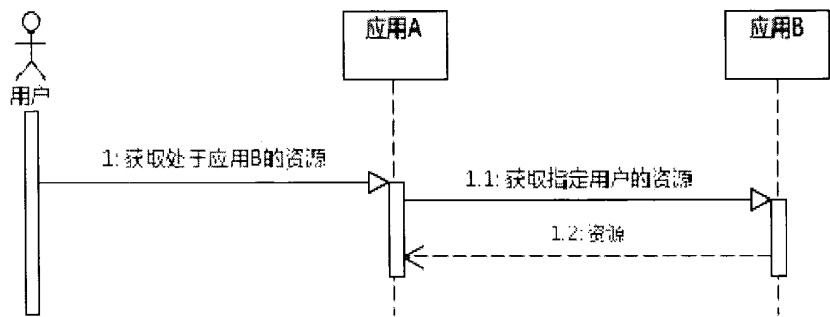 应用A
应用B
用户
1: 获取处于应用B的资源
1.1: 获取指定用户的资源
1.2: 资源